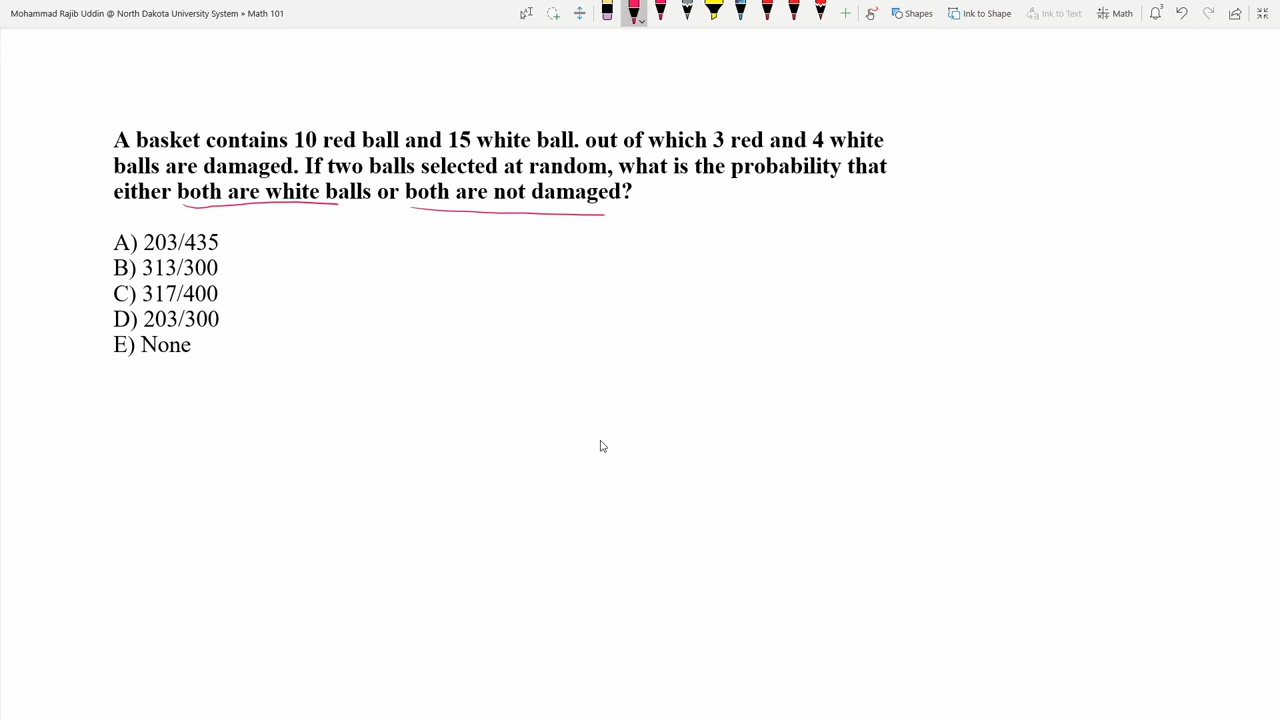 Mohammad Rajib Uddin @ North Dakota University System » Math 101
Shapes
Ink to Shape
Ink to Text
Math
A basket contains 10 red ball and 15 white ball. out of which 3 red and 4 white
balls are damaged. If two balls selected at random, what is the probability that
either both are white balls or both are not damaged?
A) 203/435
B) 313/300
C) 317/400
D) 203/300
E) None